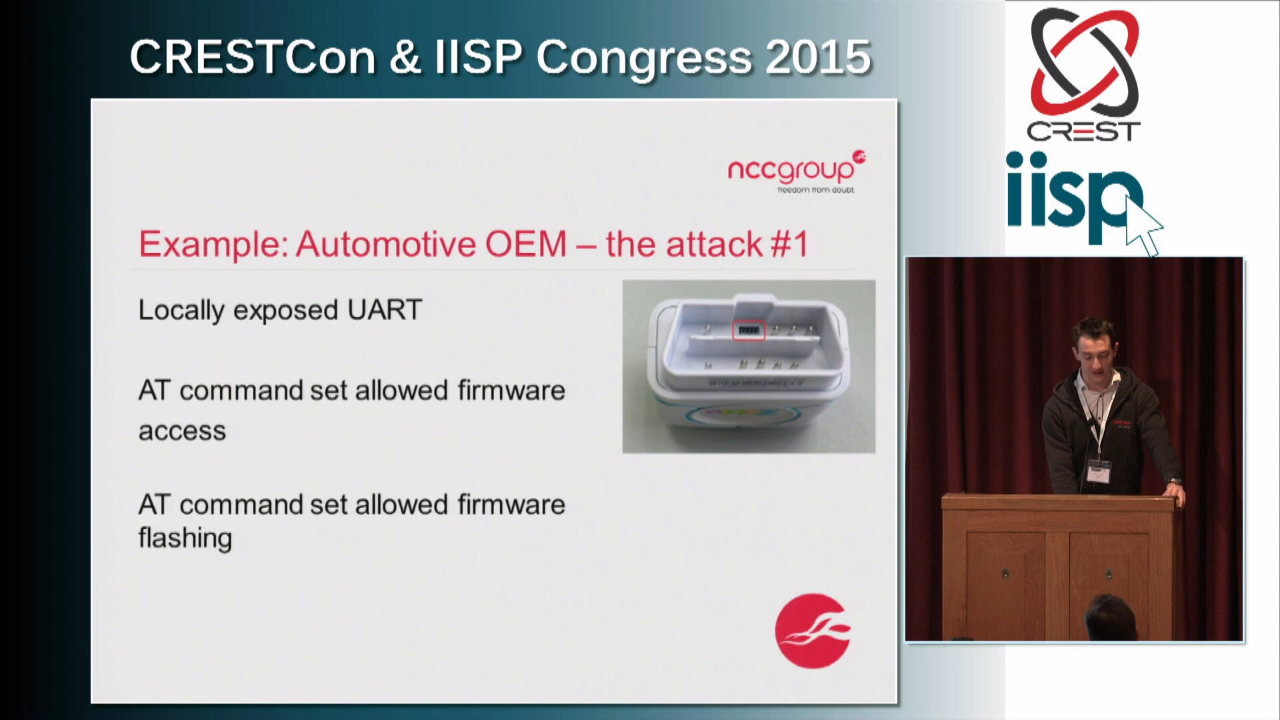 CRESTCon & IISP Congress 2015
CREST
iisp
nccgroup
freedom from doubt
Example: Automotive OEM – the attack #1
Locally exposed UART
AT command set allowed firmware
access
AT command set allowed firmware
flashing